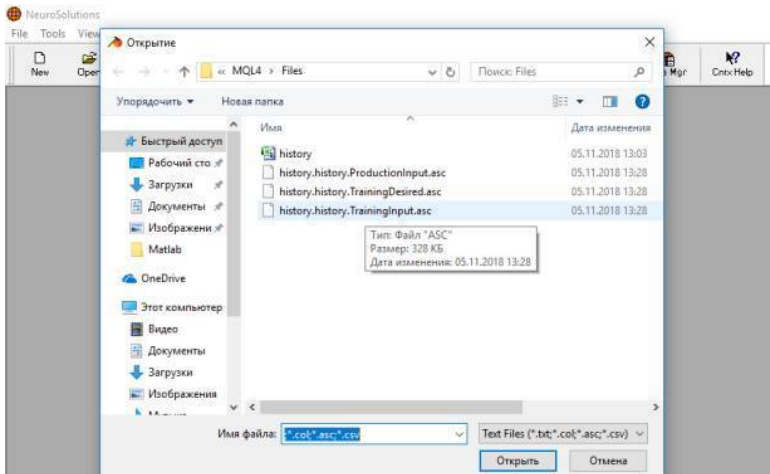 NeuroSolutions
File Tools View
Открытие
New Open
« MQL4 › Files
Поиск: Files
Mgr Cntx Help
Упорядочить Новая папка
Имя Дата изменения
Быстрый доступ
history 05.11.2018 13:03
Рабочий сто
history.history.ProductionInput.asc 05.11.2018 13:28
Загрузки
history.history.TrainingDesired.asc 05.11.2018 13:28
Документы
history.history.TrainingInput.asc 05.11.2018 13:28
Изображени
Тип: Файл "ASC"
Размер: 328 КБ
Дата изменения: 05.11.2018 13:28
Matlab
OneDrive
Этот компьютер
Видео
Документы
Загрузки
Изображения
Имя файла: *.col;*.asc;*.csv Text Files (*.txt;*.col;*.asc;*.csv)
Открыть Отмена